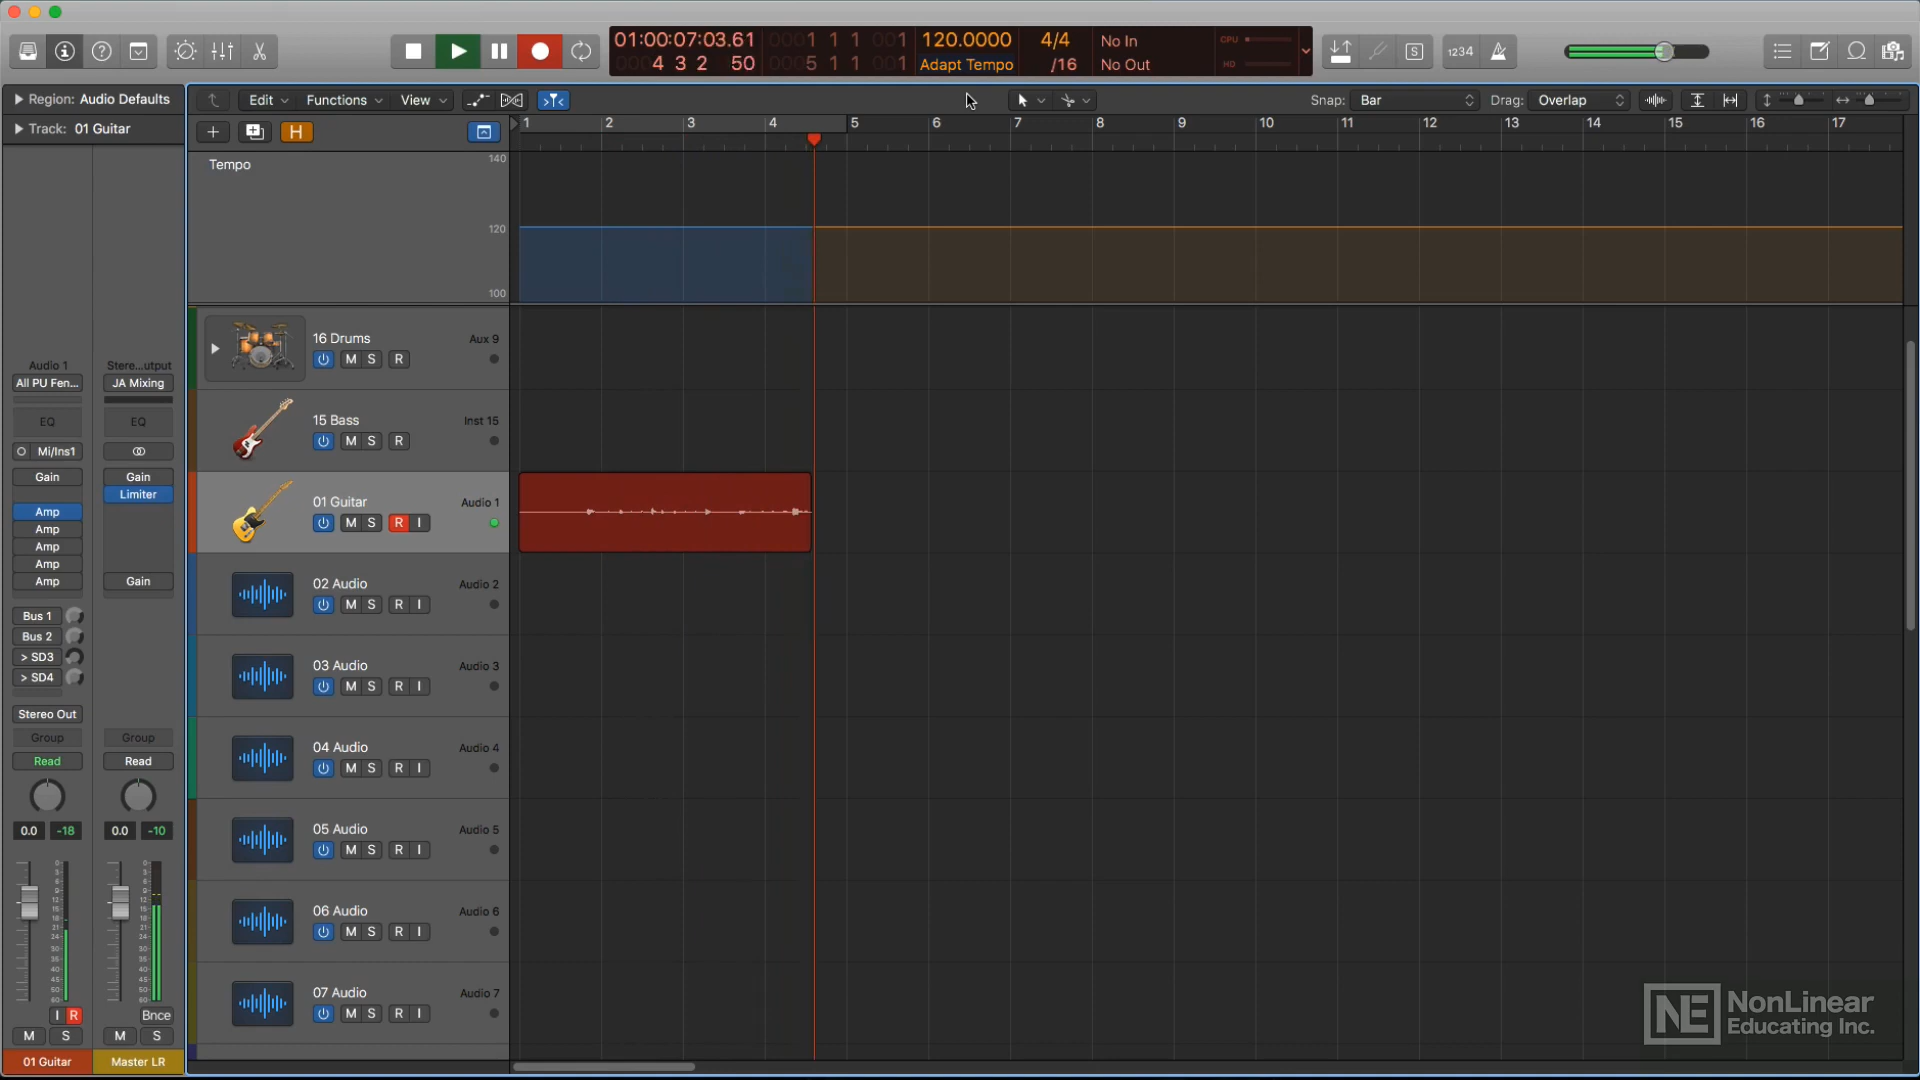 01:00:07:03.61
0001 1 1 001
120.0000
4/4
No In
CPU
4 3 2 50
0005 1 1 001
Adapt Tempo
/16
No Out
HD
1234
Region: Audio Defaults
Edit
Functions
View
Snap: Bar
Drag: Overlap
Track: 01 Guitar
H
1 2 3 4 5 6 7 8 9 10 11 12 13 14 15 16 17
Tempo
140
120
100
16 Drums
Aux 9
M S R
15 Bass
Inst 15
M S R
01 Guitar
Audio 1
M S R I
02 Audio
Audio 2
M S R I
03 Audio
Audio 3
M S R I
04 Audio
Audio 4
M S R I
05 Audio
Audio 5
M S R I
06 Audio
Audio 6
M S R I
07 Audio
Audio 7
M S R I
Audio 1
All PU Fen...
EQ
Mi/Ins1
Gain
Amp
Amp
Amp
Amp
Amp
Bus 1
Bus 2
> SD3
> SD4
Stereo Out
Group
Read
0.0 -18
I R
M S
01 Guitar
Stere...utput
JA Mixing
EQ
Gain
Limiter
Gain
Group
Read
0.0 -10
Bnce
M S
Master LR
NE NonLinear
Educating Inc.